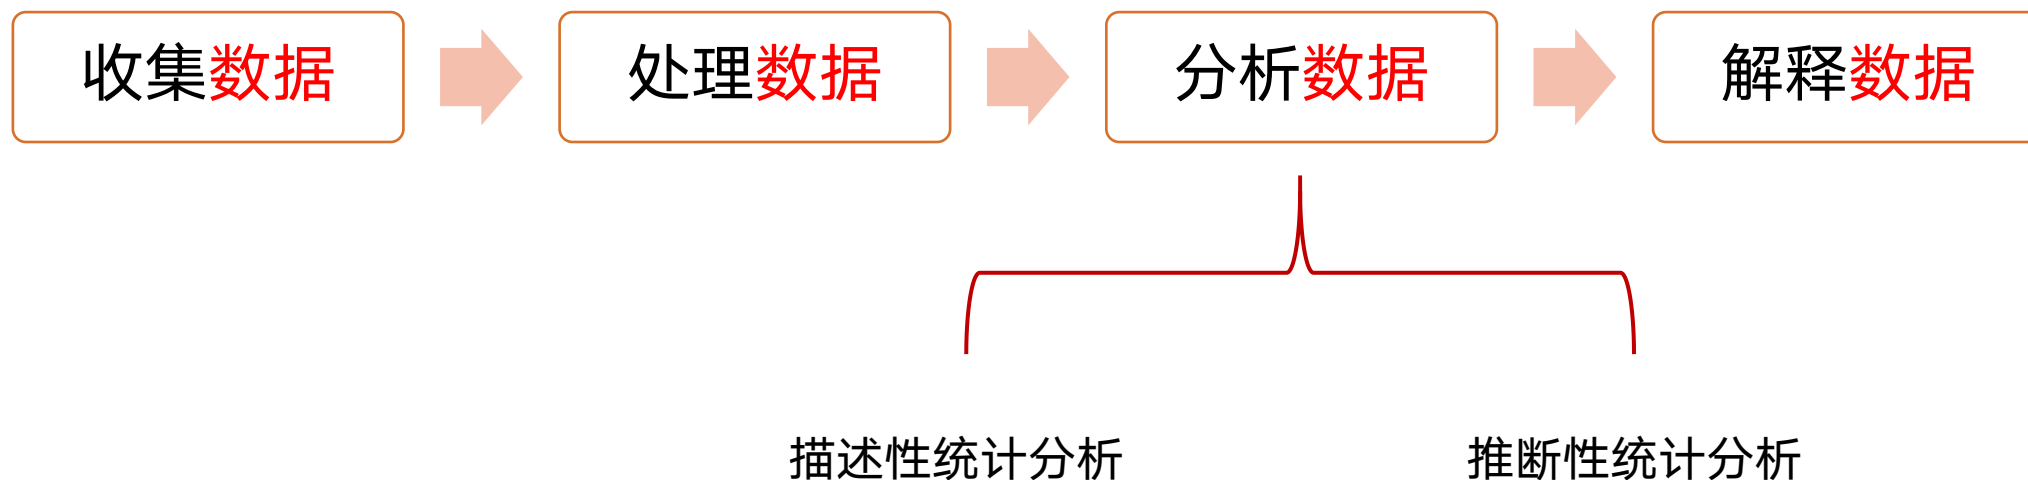 收集数据
处理数据
分析数据
解释数据
描述性统计分析
推断性统计分析